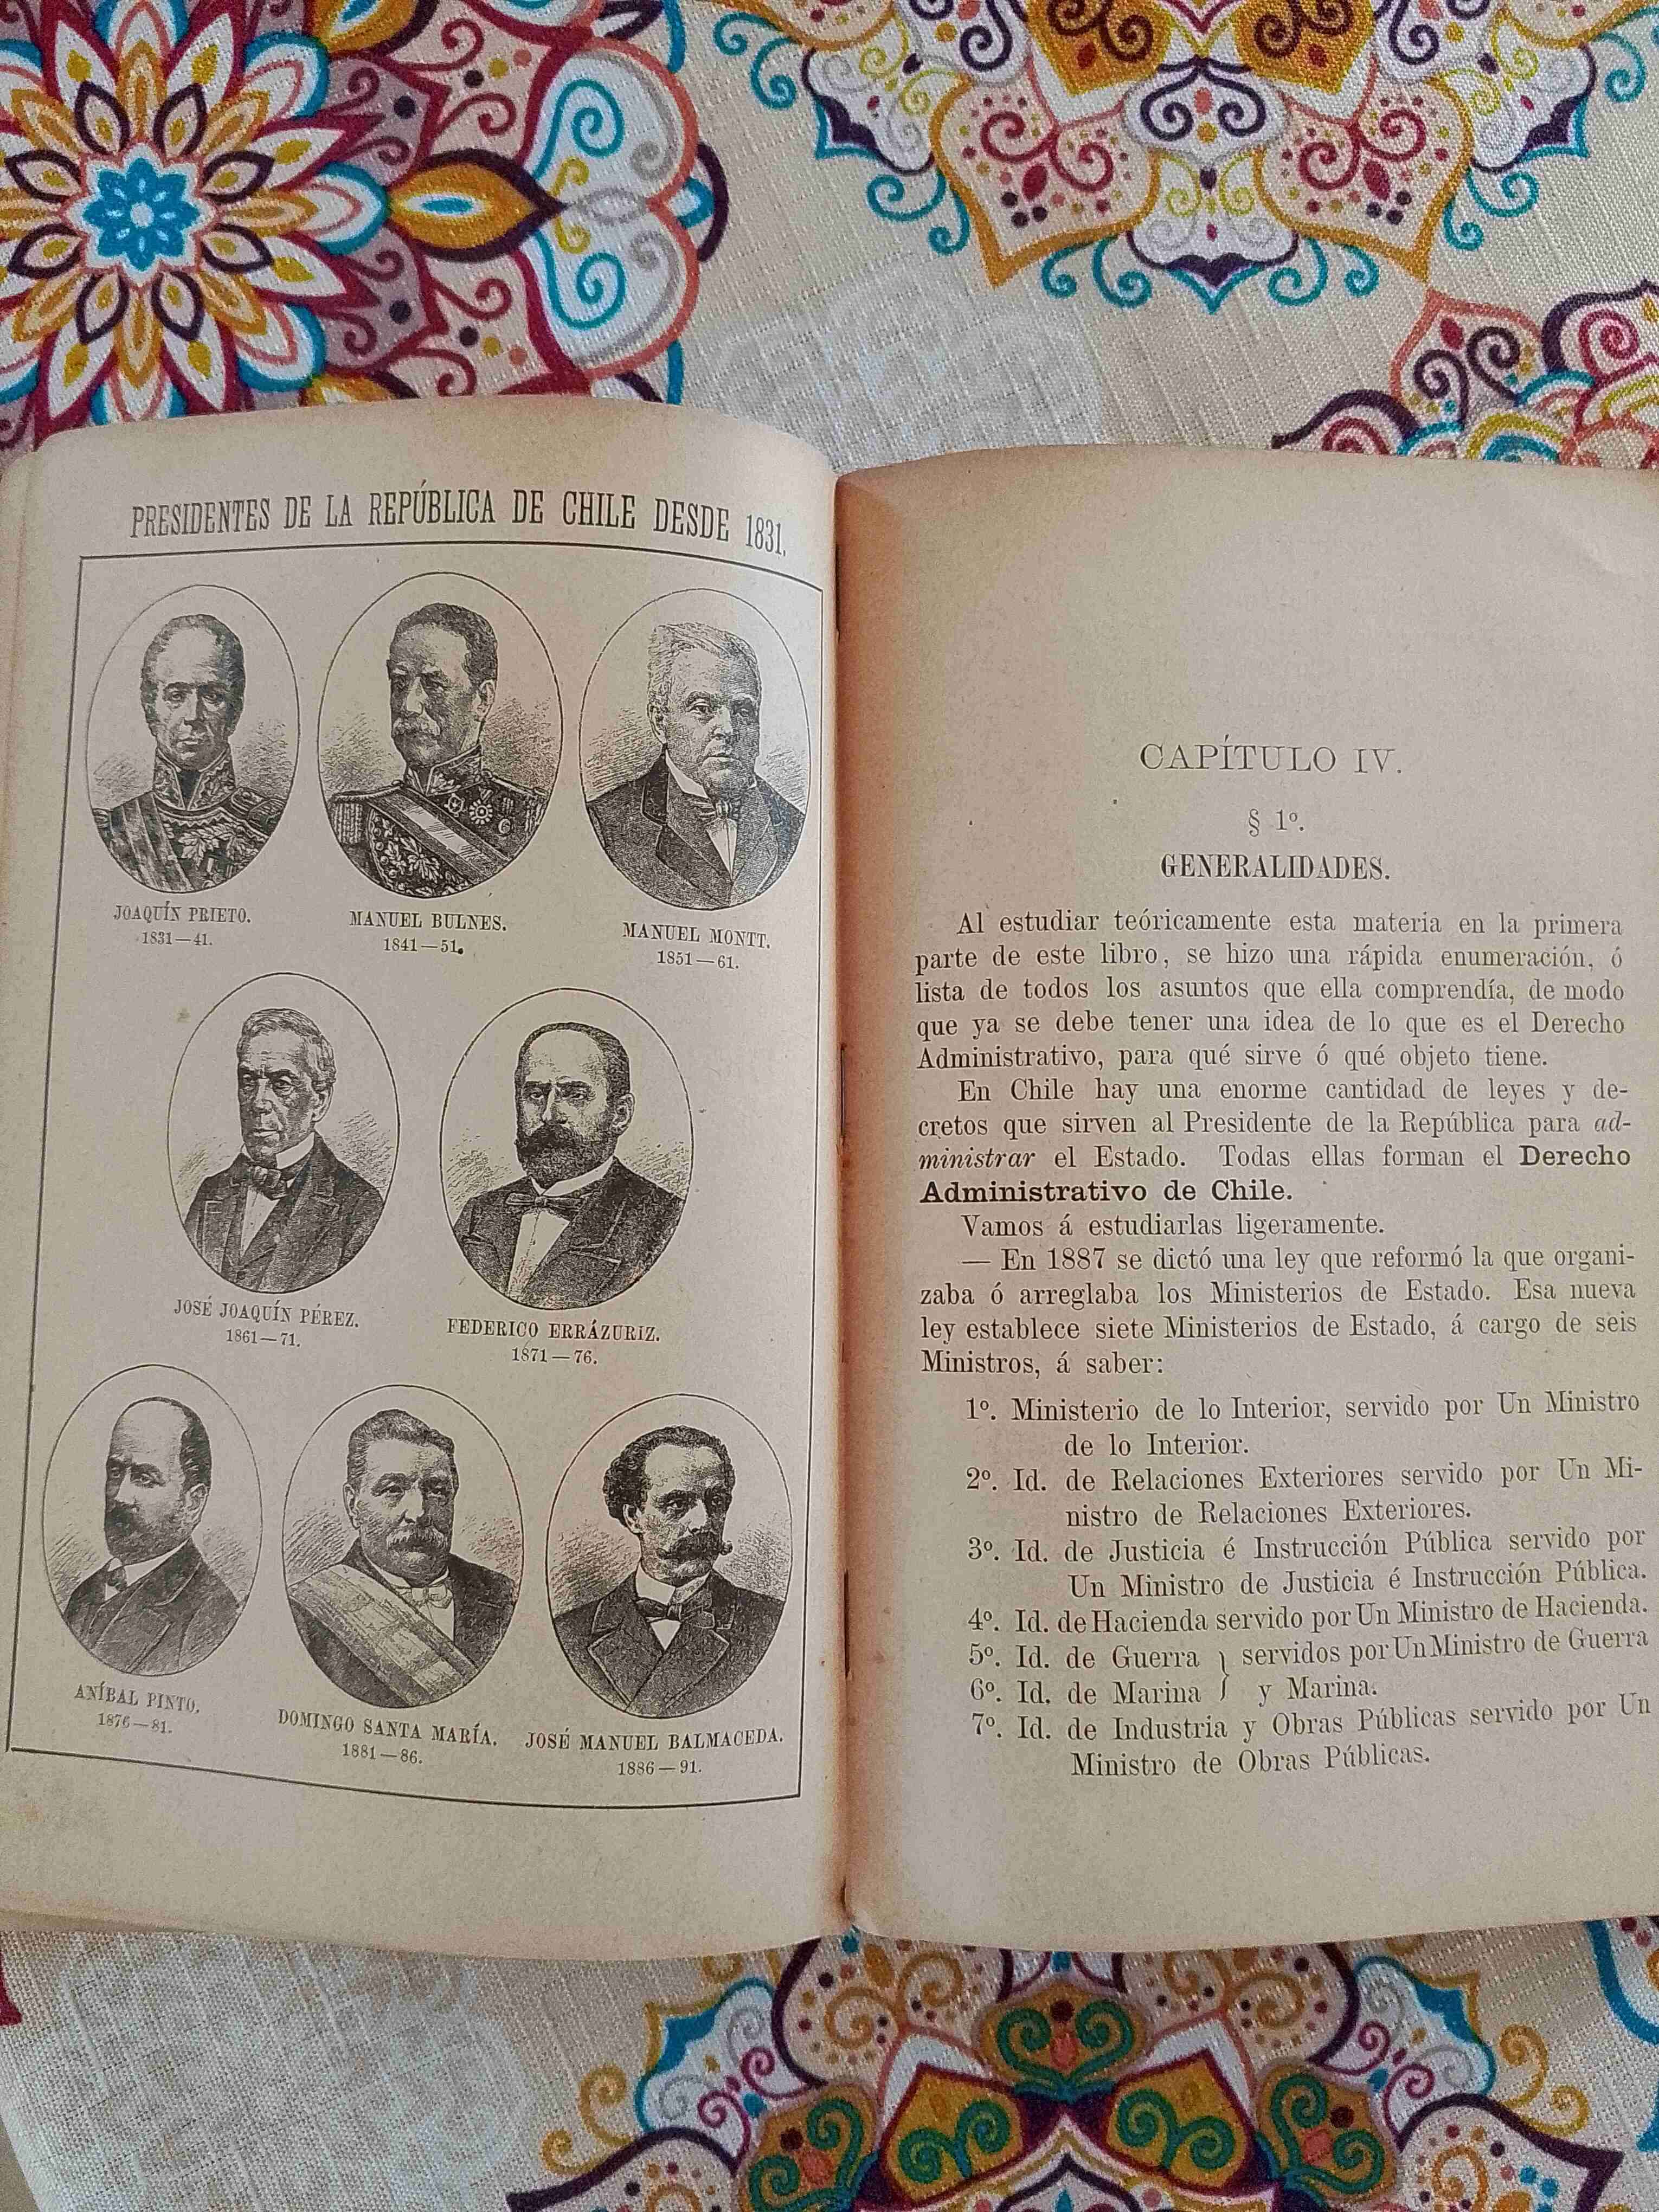 PRESIDENTES DE LA REPÚBLICA DE CHILE DESDE 1831.
JOAQUÍN PRIETO.
1831—41.
MANUEL BULNES.
1841—51.
MANUEL MONTT.
1851—61.
JOSÉ JOAQUÍN PÉREZ.
1861—71.
FEDERICO ERRÁZURIZ.
1871—76.
ANÍBAL PINTO.
1876—81.
DOMINGO SANTA MARÍA.
1881—86.
JOSÉ MANUEL BALMACEDA.
1886—91.
CAPÍTULO IV.
§ 1º.
GENERALIDADES.
Al estudiar teóricamente esta materia en la primera
parte de este libro, se hizo una rápida enumeración, ó
lista de todos los asuntos que ella comprendía, de modo
que ya se debe tener una idea de lo que es el Derecho
Administrativo, para qué sirve ó qué objeto tiene.
En Chile hay una enorme cantidad de leyes y de-
cretos que sirven al Presidente de la República para ad-
ministrar el Estado. Todas ellas forman el Derecho
Administrativo de Chile.
Vamos á estudiarlas ligeramente.
— En 1887 se dictó una ley que reformó la que organi-
zaba ó arreglaba los Ministerios de Estado. Esa nueva
ley establece siete Ministerios de Estado, á cargo de seis
Ministros, á saber:
1º. Ministerio de lo Interior, servido por Un Ministro
de lo Interior.
2º. Id. de Relaciones Exteriores servido por Un Mi-
nistro de Relaciones Exteriores.
3º. Id. de Justicia é Instrucción Pública servido por
Un Ministro de Justicia é Instrucción Pública.
4º. Id. de Hacienda servido por Un Ministro de Hacienda.
5º. Id. de Guerra } servidos por Un Ministro de Guerra
6º. Id. de Marina } y Marina.
7º. Id. de Industria y Obras Públicas servido por Un
Ministro de Obras Públicas.